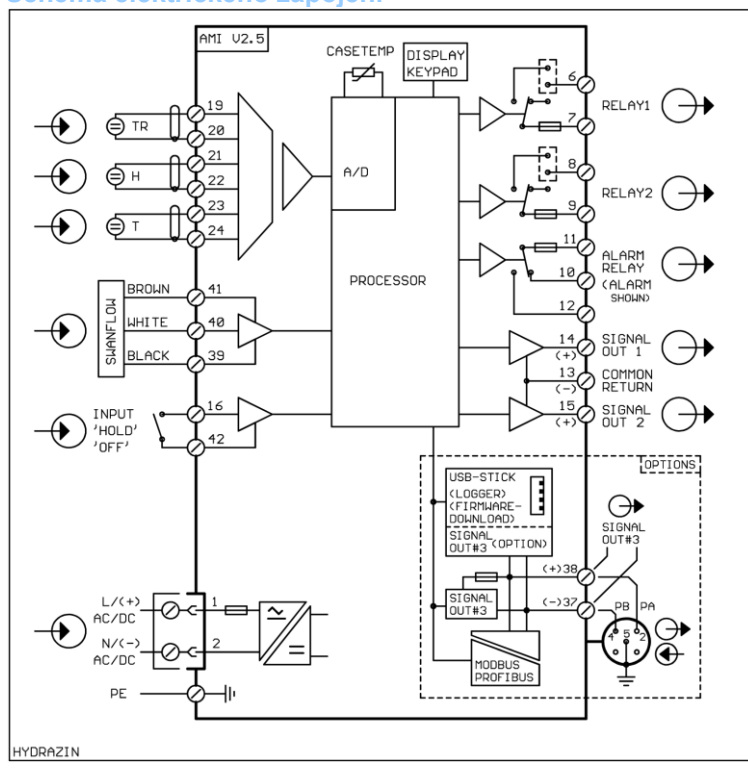 AMI V2.5
CASETEMP
DISPLAY
KEYPAD
6
RELAY1
7
19
TR
20
21
H
22
23
T
24
A/D
8
RELAY2
9
11
ALARM
RELAY
10
(ALARM
SHOWN)
12
PROCESSOR
SWANFLOW
BROWN
41
WHITE
40
BLACK
39
14
(+)
SIGNAL
OUT 1
13
(-)
COMMON
RETURN
15
(+)
SIGNAL
OUT 2
INPUT
'HOLD'
'OFF'
16
42
OPTIONS
USB-STICK
(LOGGER)
(FIRMWARE-
DOWNLOAD)
SIGNAL
OUT#3 (OPTION)
SIGNAL
OUT#3
(+)38
SIGNAL
OUT#3
(-)37
PB PA
4 5 2
MODBUS
PROFIBUS
L/(+)
AC/DC
1
N/(-)
AC/DC
2
PE
HYDRAZIN